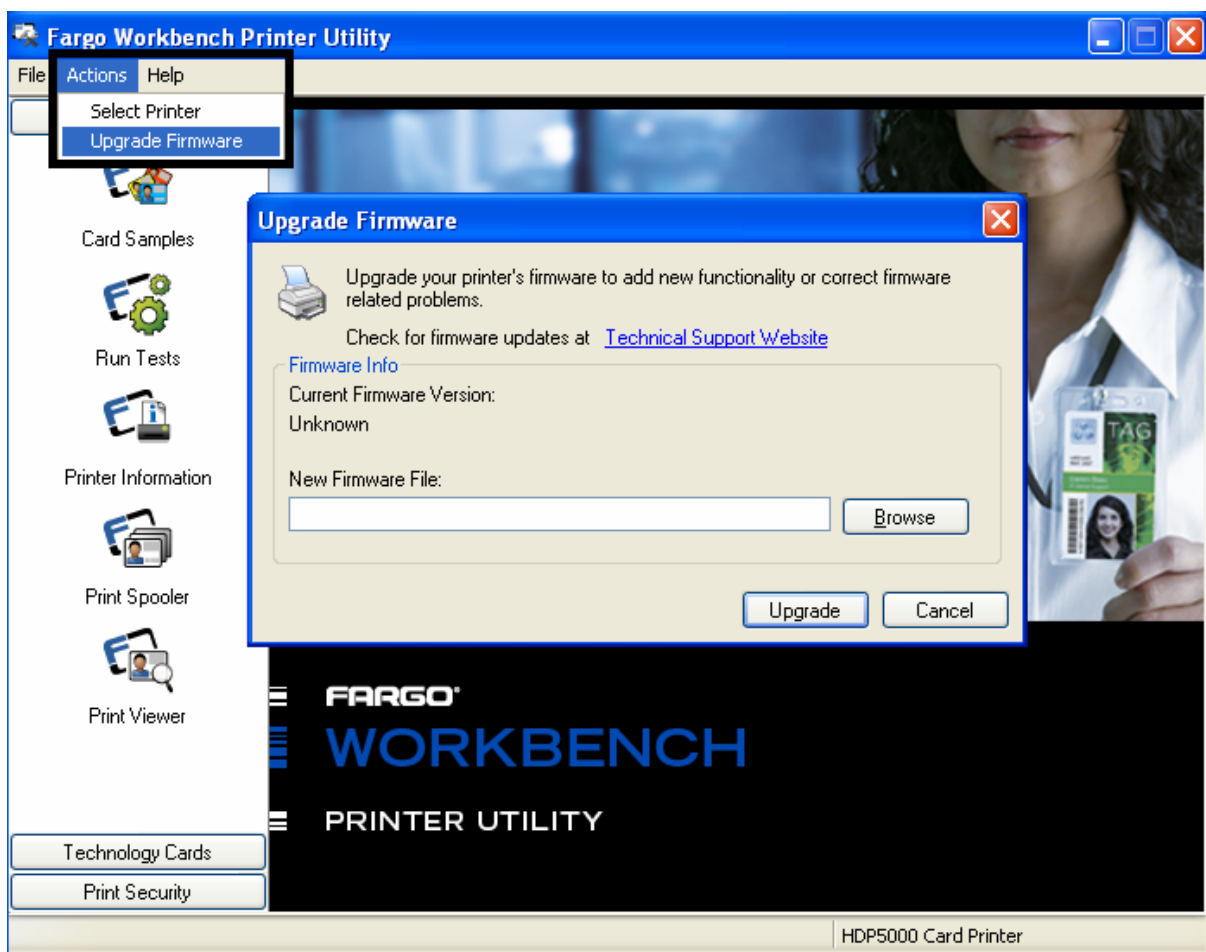 Fargo Workbench Printer Utility
File Actions Help
Select Printer
Upgrade Firmware
Card Samples
Run Tests
Printer Information
Print Spooler
Print Viewer
Technology Cards
Print Security
Upgrade Firmware
Upgrade your printer's firmware to add new functionality or correct firmware
related problems.
Check for firmware updates at Technical Support Website
Firmware Info
Current Firmware Version:
Unknown
New Firmware File:
Browse
Upgrade Cancel
TAG
FARGO®
WORKBENCH
PRINTER UTILITY
HDP5000 Card Printer